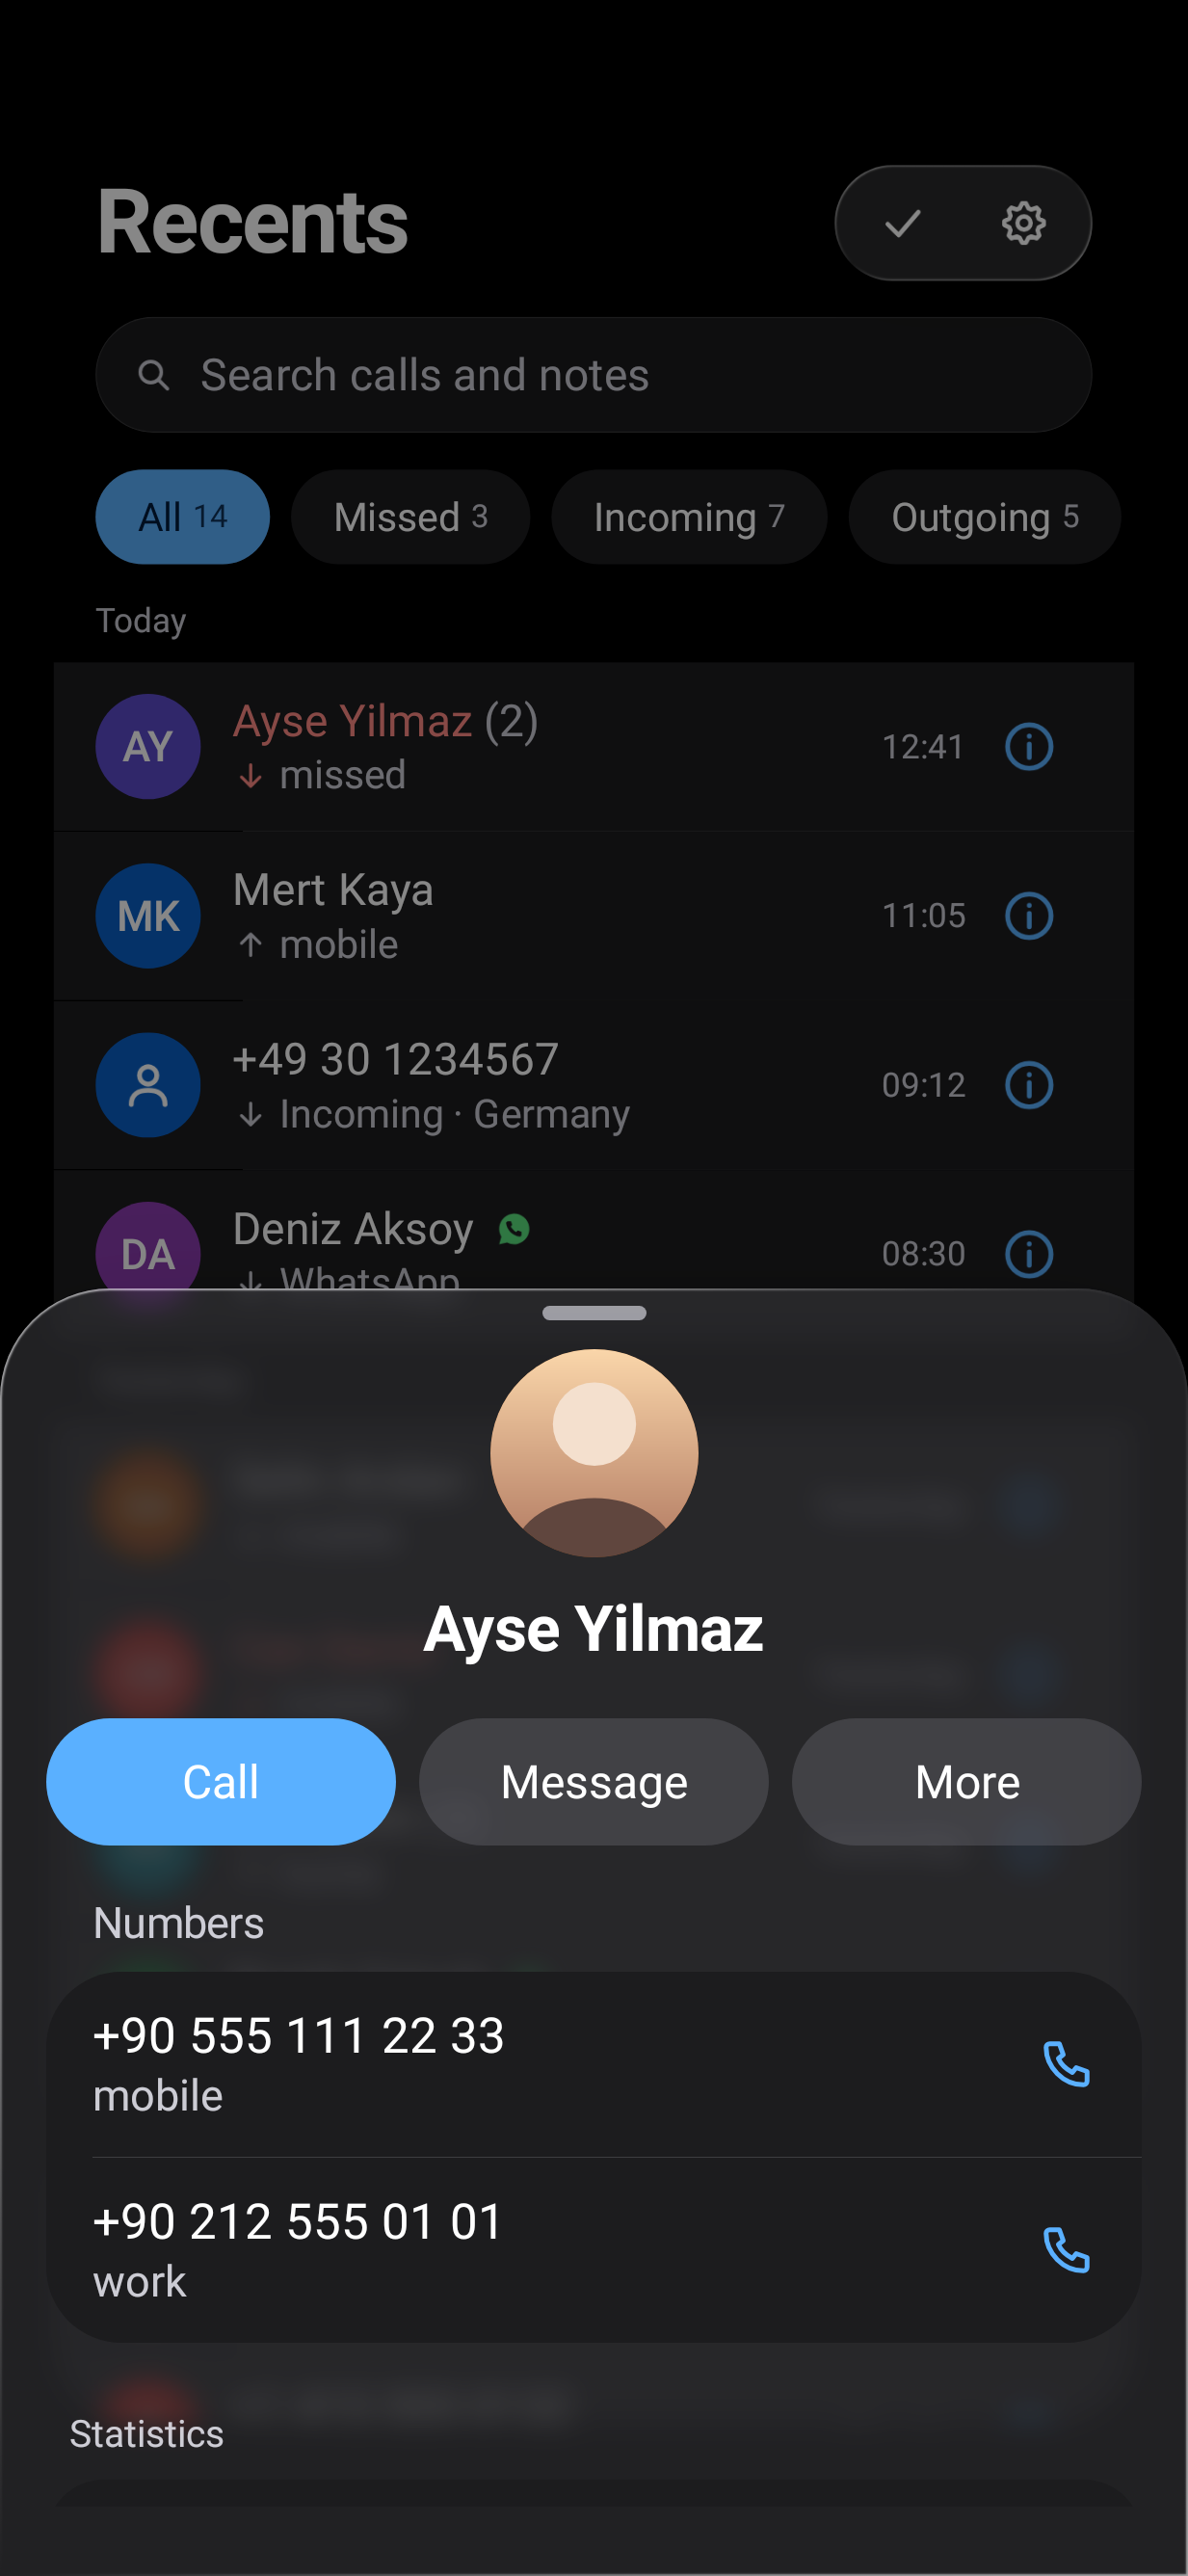 Recents
Search calls and notes
All 14 Missed 3 Incoming 7 Outgoing 5
Today
AY Ayse Yilmaz (2) 12:41
missed
MK Mert Kaya 11:05
mobile
+49 30 1234567 09:12
Incoming · Germany
DA Deniz Aksoy 08:30
WhatsApp
Ayse Yilmaz
Call Message More
Numbers
+90 555 111 22 33
mobile
+90 212 555 01 01
work
Statistics